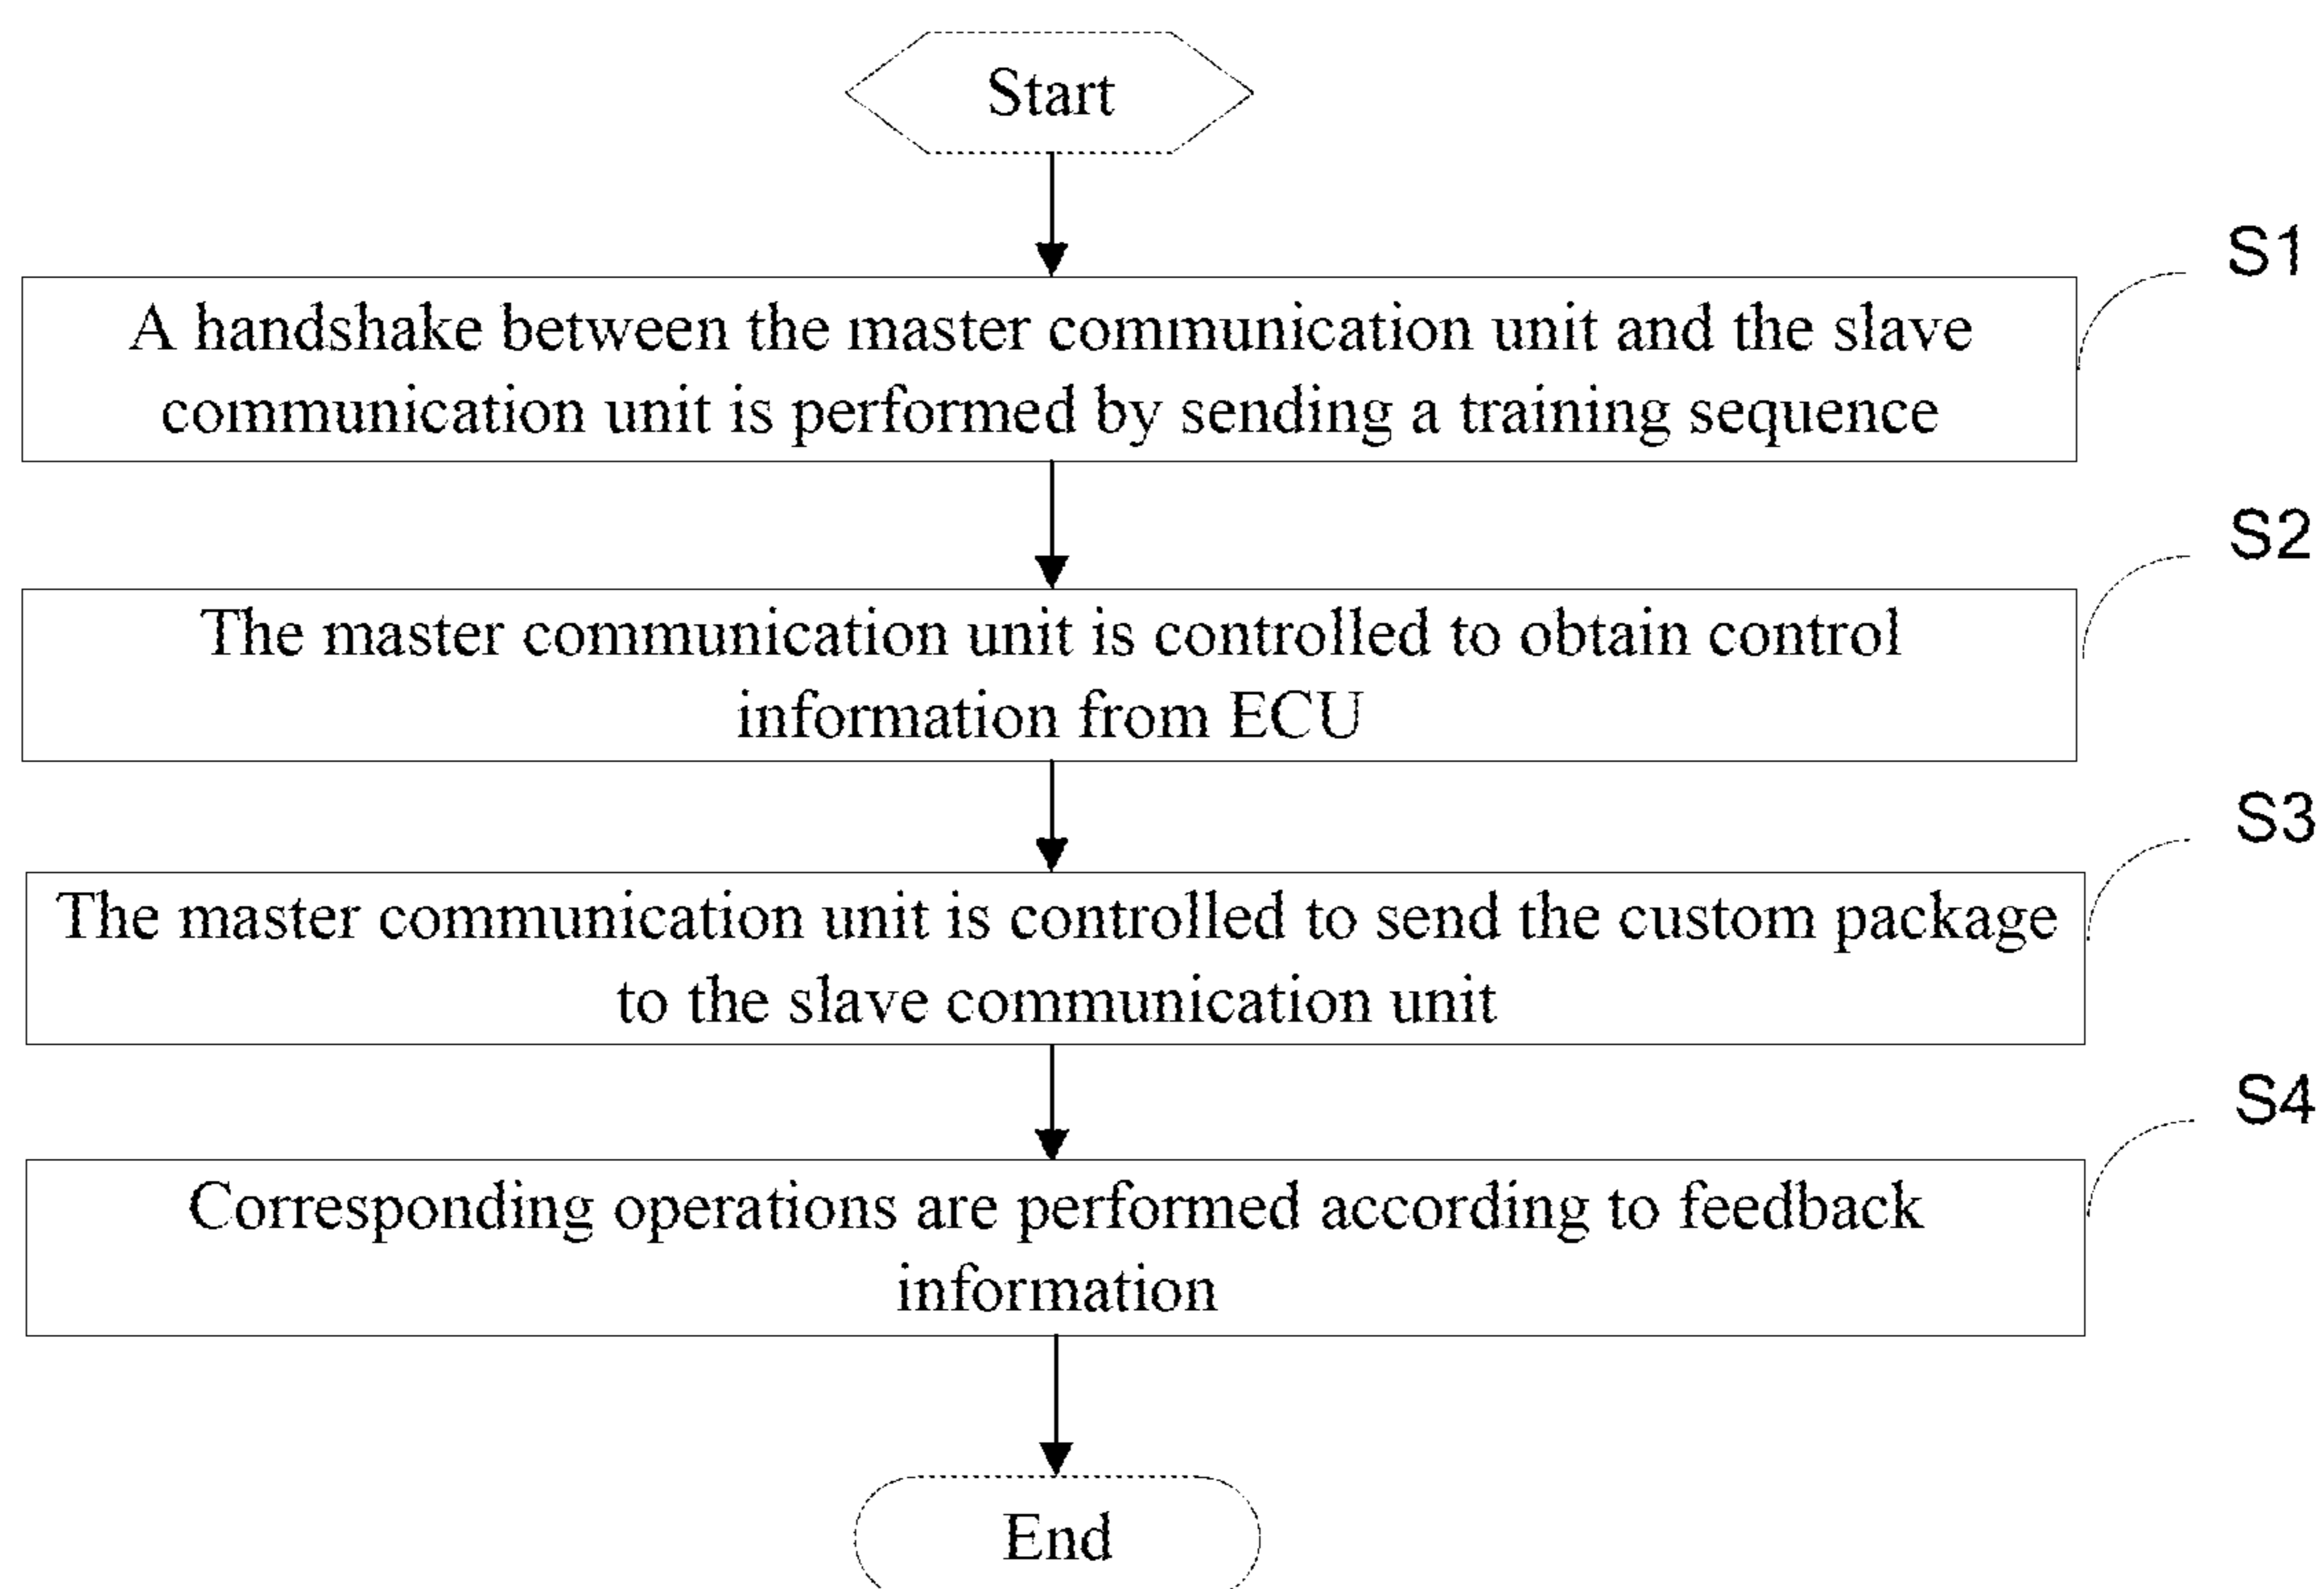 Start
S1
A handshake between the master communication unit and the slave
communication unit is performed by sending a training sequence
S2
The master communication unit is controlled to obtain control
information from ECU
S3
The master communication unit is controlled to send the custom package
to the slave communication unit
S4
Corresponding operations are performed according to feedback
information
End